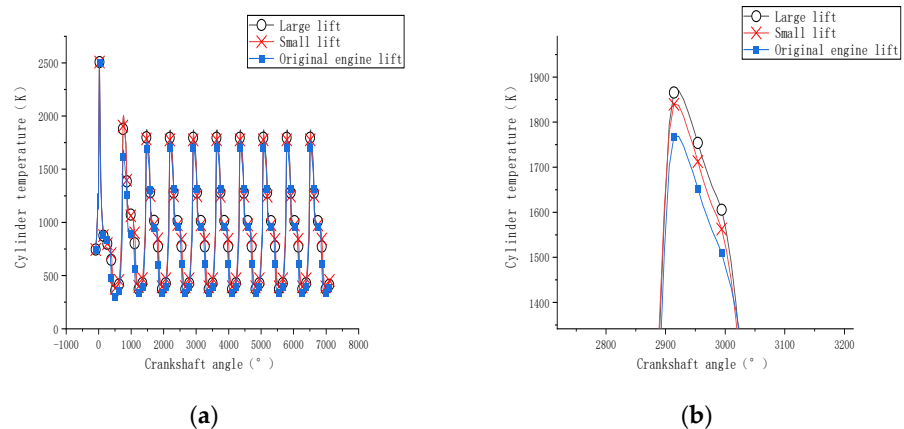 Large lift
Small lift
Original engine lift
2500
2000
1500
1000
500
0
Cylinder temperature (K)
-1000 0 1000 2000 3000 4000 5000 6000 7000 8000
Crankshaft angle(°)
(a)
Large lift
Small lift
Original engine lift
1900
1800
1700
1600
1500
1400
Cylinder temperature (K)
2800 2900 3000 3100 3200
Crankshaft angle(°)
(b)